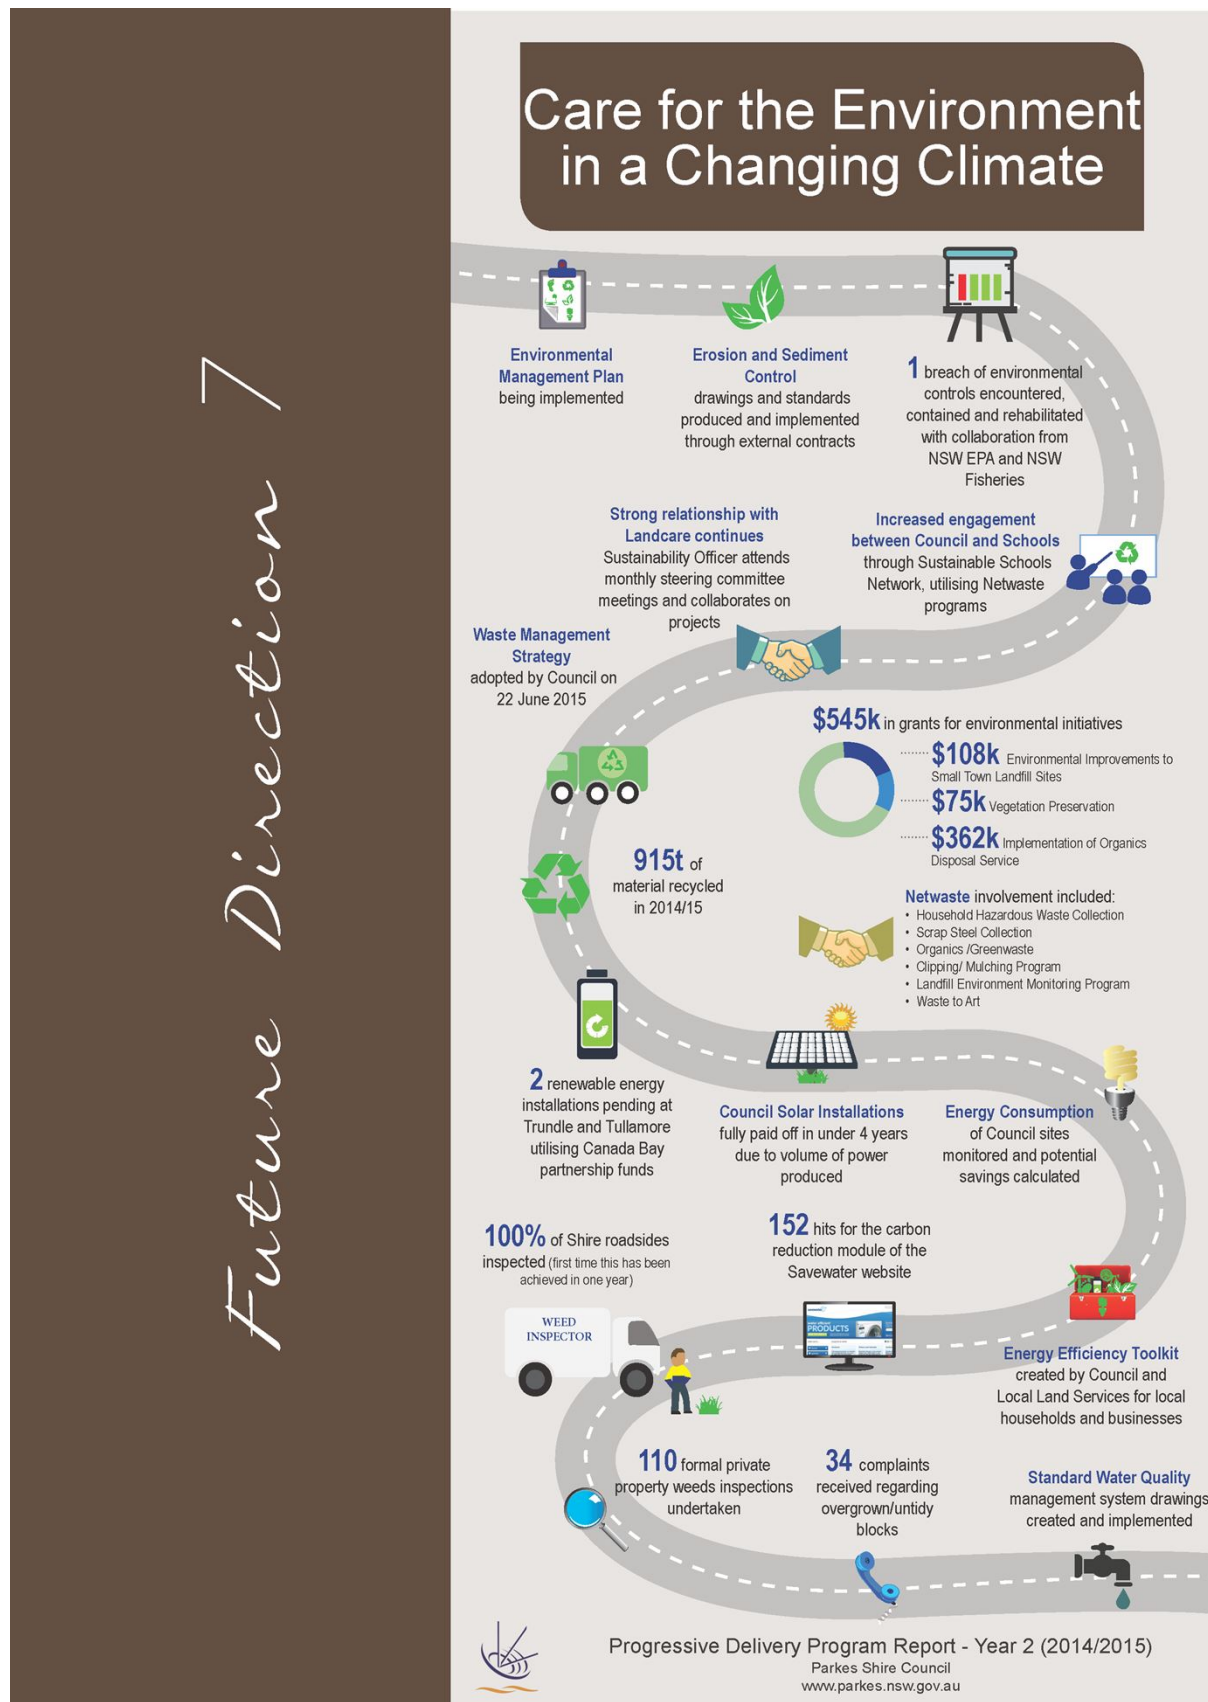 Future Direction 7
Care for the Environment
in a Changing Climate
Environmental
Management Plan
being implemented
Erosion and Sediment
Control
drawings and standards
produced and implemented
through external contracts
1 breach of environmental
controls encountered,
contained and rehabilitated
with collaboration from
NSW EPA and NSW
Fisheries
Increased engagement
between Council and Schools
through Sustainable Schools
Network, utilising Netwaste
programs
Strong relationship with
Landcare continues
Sustainability Officer attends
monthly steering committee
meetings and collaborates on
projects
Waste Management
Strategy
adopted by Council on
22 June 2015
$545k in grants for environmental initiatives
$108k Environmental Improvements to
Small Town Landfill Sites
$75k Vegetation Preservation
$362k Implementation of Organics
Disposal Service
915t of
material recycled
in 2014/15
Netwaste involvement included:
• Household Hazardous Waste Collection
• Scrap Steel Collection
• Organics /Greenwaste
• Clipping/ Mulching Program
• Landfill Environment Monitoring Program
• Waste to Art
2 renewable energy
installations pending at
Trundle and Tullamore
utilising Canada Bay
partnership funds
Council Solar Installations
fully paid off in under 4 years
due to volume of power
produced
Energy Consumption
of Council sites
monitored and potential
savings calculated
100% of Shire roadsides
inspected (first time this has been
achieved in one year)
152 hits for the carbon
reduction module of the
Savewater website
WEED
INSPECTOR
PRODUCTS
Energy Efficiency Toolkit
created by Council and
Local Land Services for local
households and businesses
110 formal private
property weeds inspections
undertaken
34 complaints
received regarding
overgrown/untidy
blocks
Standard Water Quality
management system drawings
created and implemented
Progressive Delivery Program Report - Year 2 (2014/2015)
Parkes Shire Council
www.parkes.nsw.gov.au